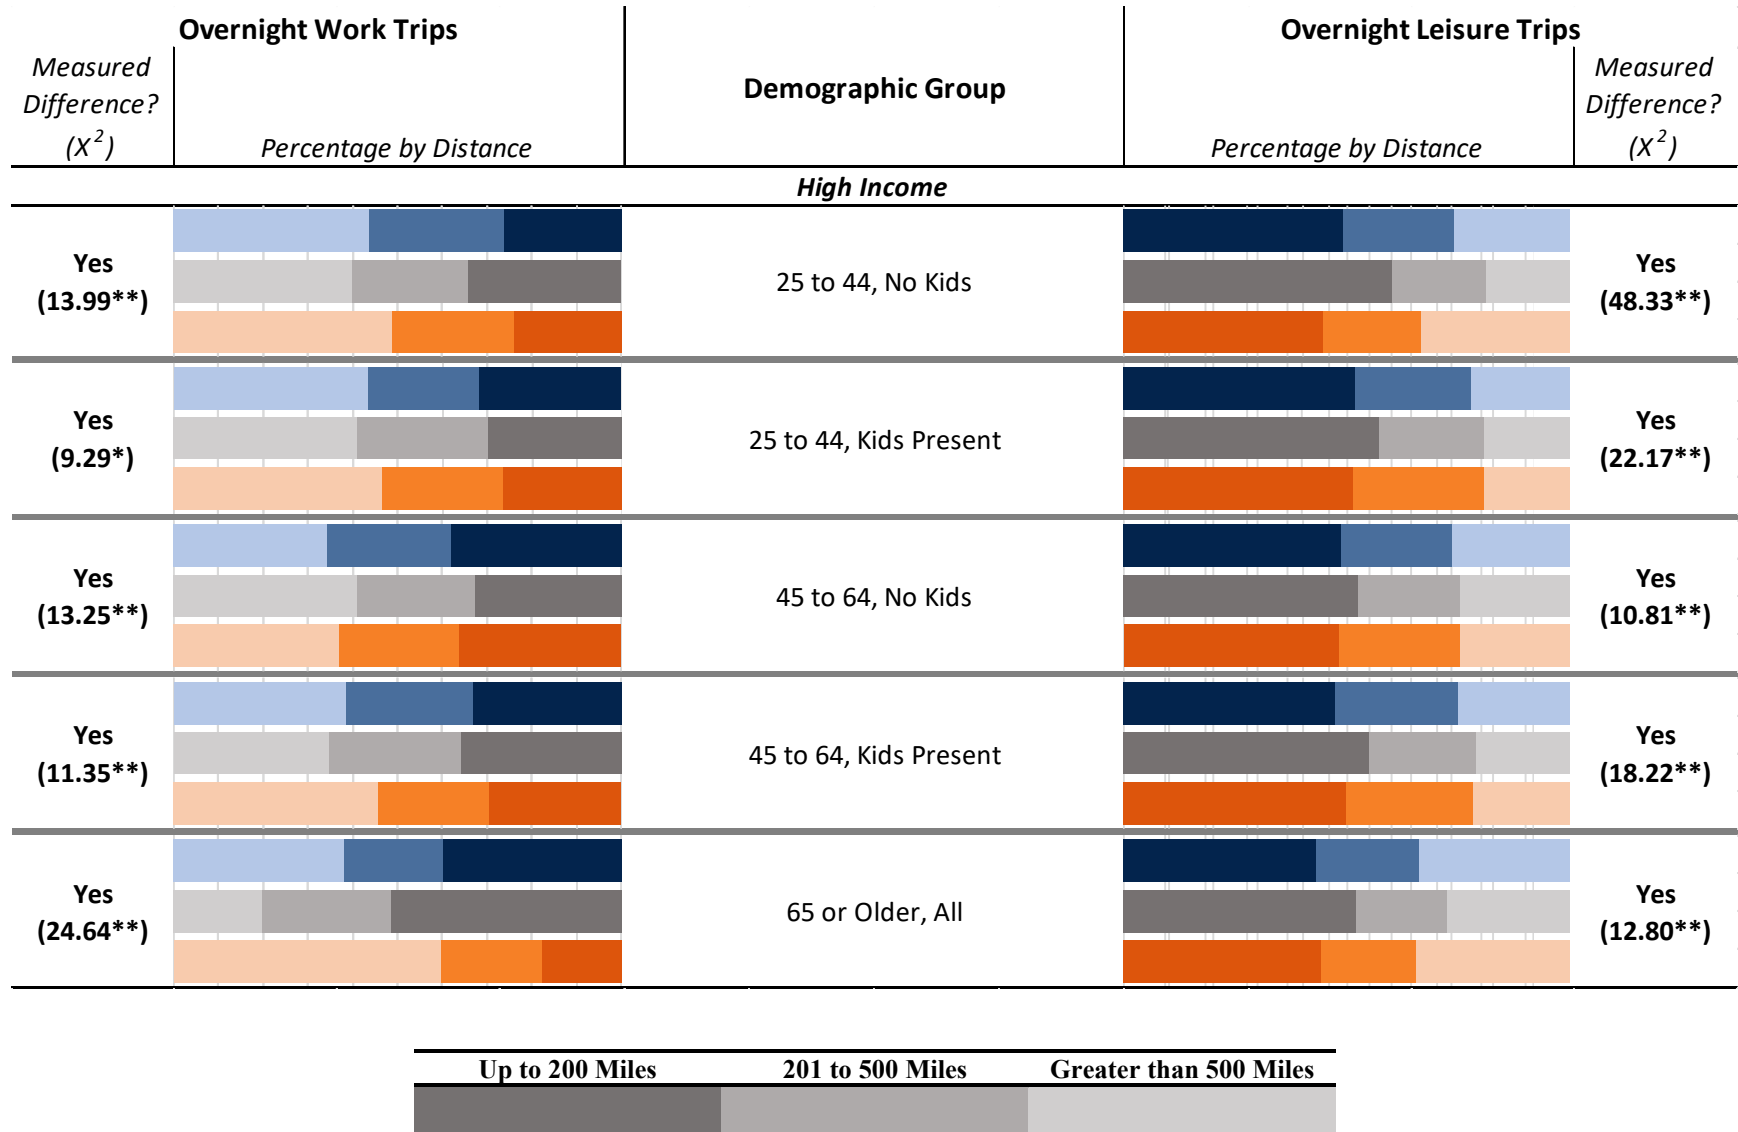 Overnight Work Trips
Overnight Leisure Trips
Measured
Difference?
(X²)
Percentage by Distance
Demographic Group
Percentage by Distance
Measured
Difference?
(X²)
High Income
Yes
(13.99**)
25 to 44, No Kids
Yes
(48.33**)
Yes
(9.29*)
25 to 44, Kids Present
Yes
(22.17**)
Yes
(13.25**)
45 to 64, No Kids
Yes
(10.81**)
Yes
(11.35**)
45 to 64, Kids Present
Yes
(18.22**)
Yes
(24.64**)
65 or Older, All
Yes
(12.80**)
Up to 200 Miles 201 to 500 Miles Greater than 500 Miles